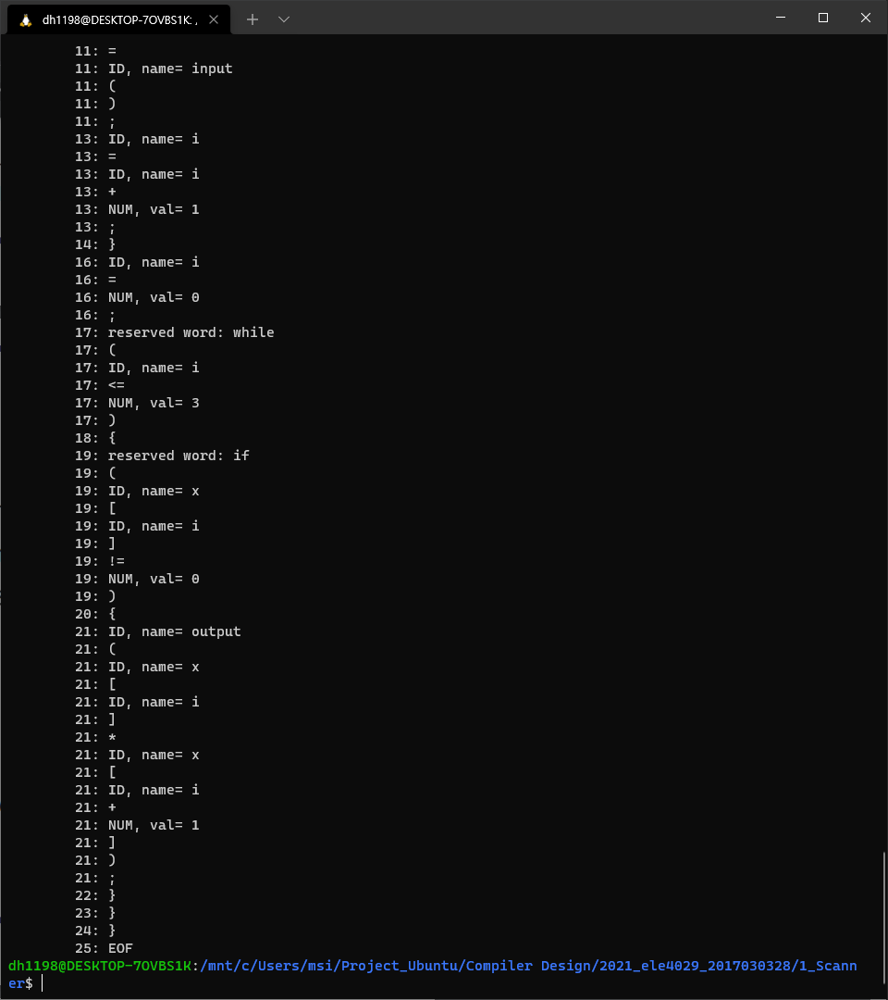 dh1198@DESKTOP-7OVBS1K: ,
11: =
11: ID, name= input
11: (
11: )
11: ;
13: ID, name= i
13: =
13: ID, name= i
13: +
13: NUM, val= 1
13: ;
14: }
16: ID, name= i
16: =
16: NUM, val= 0
16: ;
17: reserved word: while
17: (
17: ID, name= i
17: <=
17: NUM, val= 3
17: )
18: {
19: reserved word: if
19: (
19: ID, name= x
19: [
19: ID, name= i
19: ]
19: !=
19: NUM, val= 0
19: )
20: {
21: ID, name= output
21: (
21: ID, name= x
21: [
21: ID, name= i
21: ]
21: *
21: ID, name= x
21: [
21: ID, name= i
21: +
21: NUM, val= 1
21: ]
21: )
21: ;
22: }
23: }
24: }
25: EOF
dh1198@DESKTOP-7OVBS1K:/mnt/c/Users/msi/Project_Ubuntu/Compiler Design/2021_ele4029_2017030328/1_Scann
er$